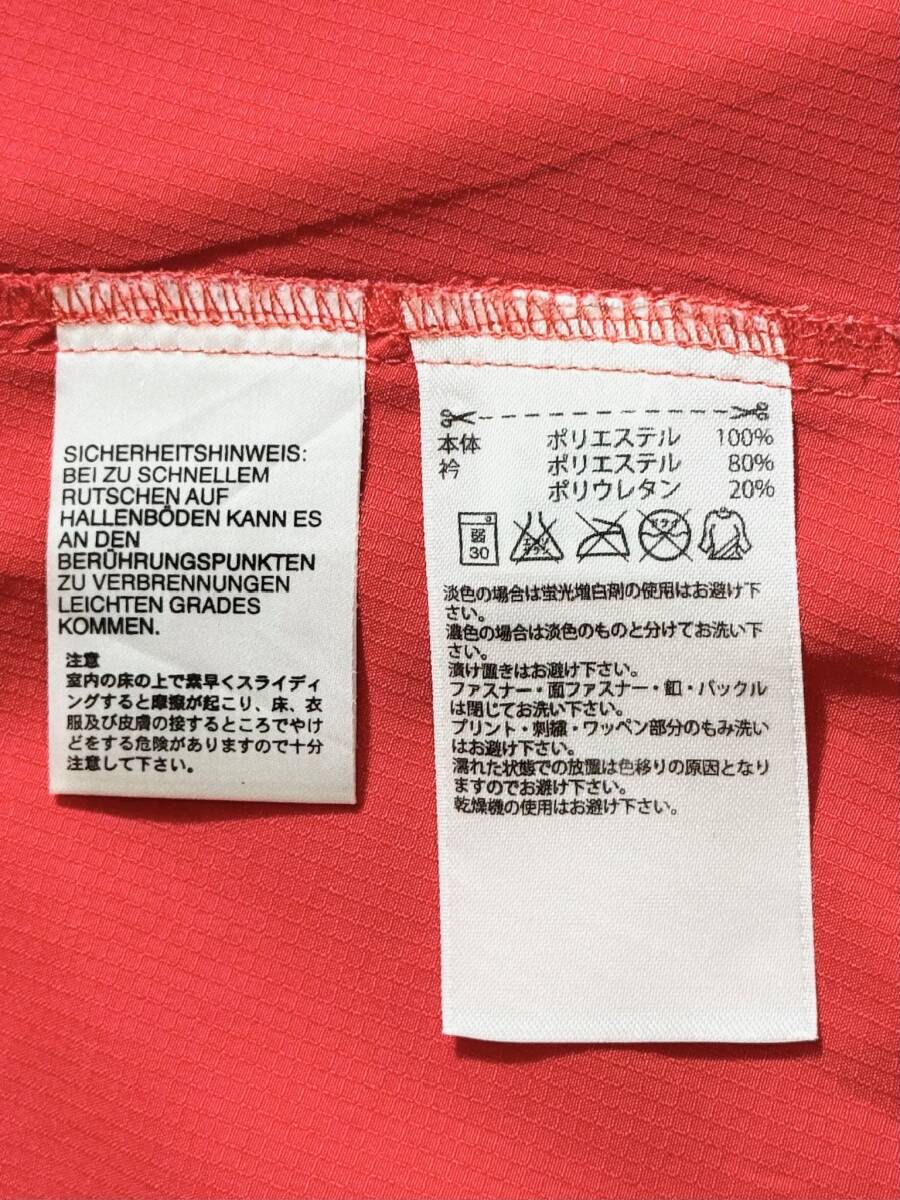 SICHERHEITSHINWEIS:
BEI ZU SCHNELLEM
RUTSCHEN AUF
HALLENBÖDEN KANN ES
AN DEN
BERÜHRUNGSPUNKTEN
ZU VERBRENNUNGEN
LEICHTEN GRADES
KOMMEN.
注意
室内の床の上で素早くスライディ
ングすると摩擦が起こり、床、衣
服及び皮膚の接するところでやけ
どをする危険がありますので十分
注意して下さい。
本体 ポリエステル 100%
衿 ポリエステル 80%
ポリウレタン 20%
弱
30
エンソ
サラシ
ドライ
淡色の場合は蛍光増白剤の使用はお避け下
さい。
濃色の場合は淡色のものと分けてお洗い下
さい。
漬け置きはお避け下さい。
ファスナー・面ファスナー・釦・バックル
は閉じてお洗い下さい。
プリント・刺繍・ワッペン部分のもみ洗い
はお避け下さい。
濡れた状態での放置は色移りの原因となり
ますのでお避け下さい。
乾燥機の使用はお避け下さい。